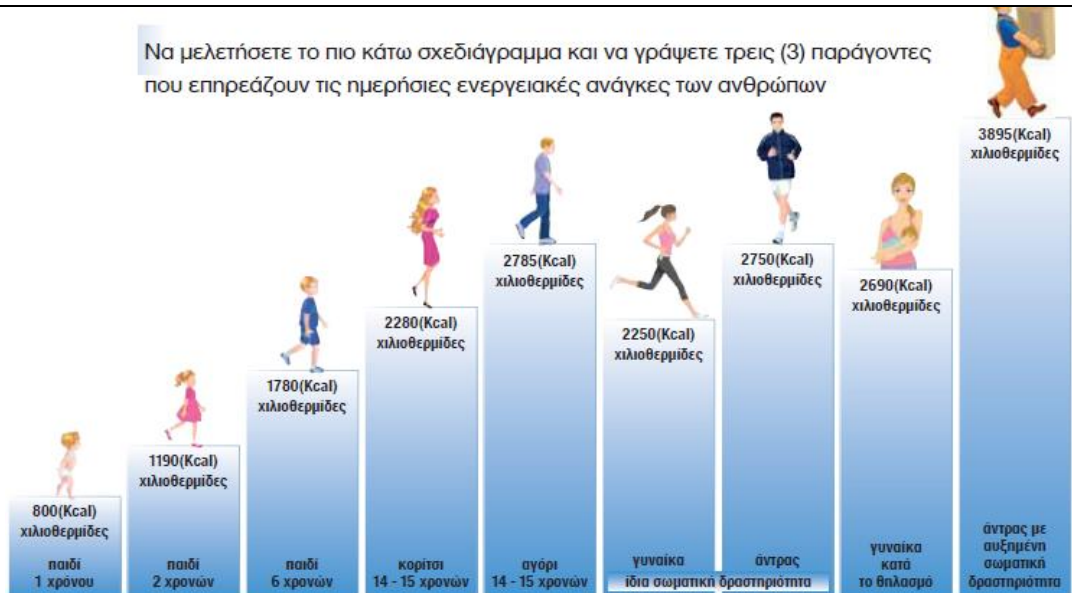 Να μελετήσετε το πιο κάτω σχεδιάγραμμα και να γράψετε τρεις (3) παράγοντες
που επηρεάζουν τις ημερήσιες ενεργειακές ανάγκες των ανθρώπων
800(Kcal)
χιλιοθερμίδες
παιδί
1 χρόνου
1190(Kcal)
χιλιοθερμίδες
παιδί
2 χρονών
1780(Kcal)
χιλιοθερμίδες
παιδί
6 χρονών
2280(Kcal)
χιλιοθερμίδες
κορίτσι
14 - 15 χρονών
2785(Kcal)
χιλιοθερμίδες
αγόρι
14 - 15 χρονών
2250(Kcal)
χιλιοθερμίδες
γυναίκα
2750(Kcal)
χιλιοθερμίδες
άντρας
ίδια σωματική δραστηριότητα
2690(Kcal)
χιλιοθερμίδες
γυναίκα
κατά
το θηλασμό
3895(Kcal)
χιλιοθερμίδες
άντρας με
αυξημένη
σωματική
δραστηριότητα